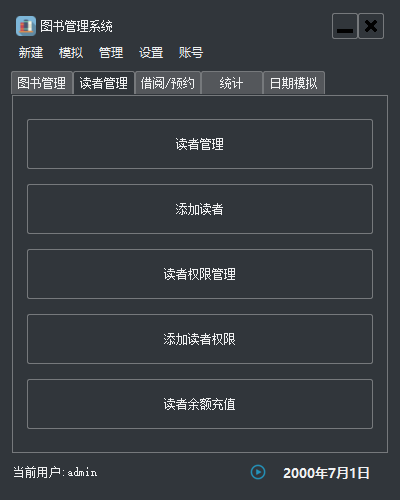 图书管理系统
新建 模拟 管理 设置 账号
图书管理 读者管理 借阅/预约 统计 日期模拟
读者管理
添加读者
读者权限管理
添加读者权限
读者余额充值
当前用户:admin 2000年7月1日